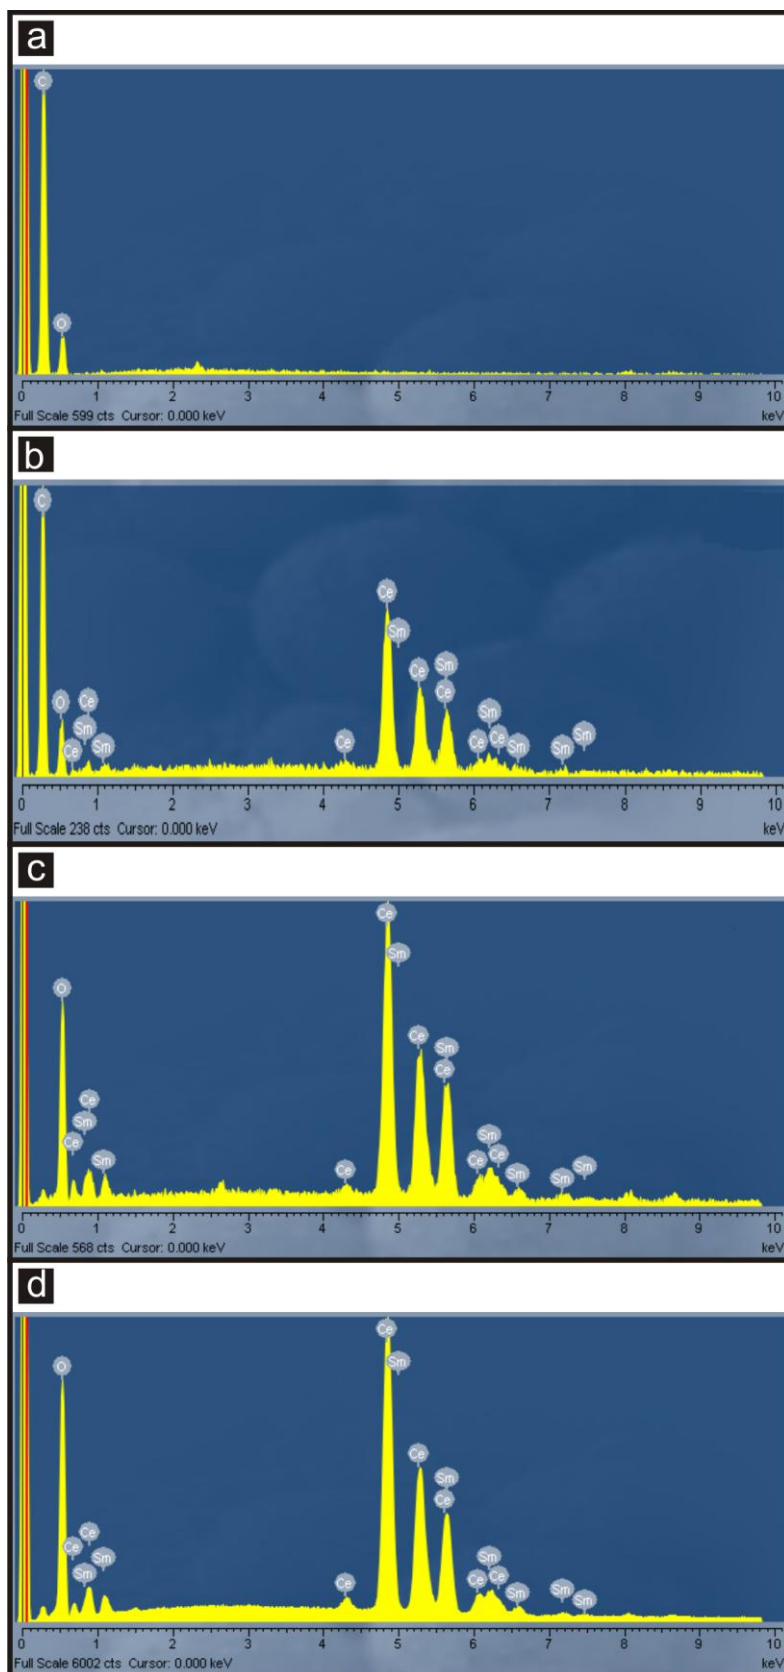 a
C
O
0 1 2 3 4 5 6 7 8 9 10
Full Scale 599 cts Cursor: 0.000 keV keV
b
C
Ce
Sm
Ce Sm
O Ce Ce
Sm Sm Sm
Ce Sm Ce Ce Ce Sm Sm
0 1 2 3 4 5 6 7 8 9 10
Full Scale 238 cts Cursor: 0.000 keV keV
c
Ce
Sm
O
Ce Sm
Ce Ce
Sm Sm
Ce Ce
Sm Ce Ce Sm Sm Sm
0 1 2 3 4 5 6 7 8 9 10
Full Scale 568 cts Cursor: 0.000 keV keV
d
Ce
O Sm
Ce Sm
Ce
Ce
Ce Sm Sm
Sm Ce Ce Ce Sm Sm Sm
0 1 2 3 4 5 6 7 8 9 10
Full Scale 6002 cts Cursor: 0.000 keV keV